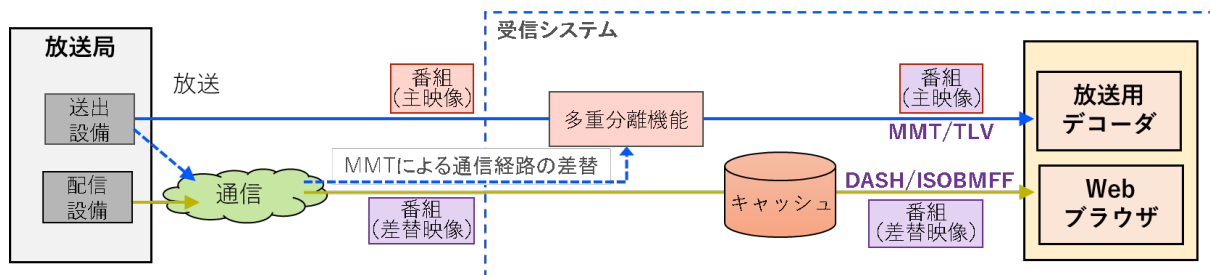 受信システム
放送局
放送
送出
設備
配信
設備
通信
番組
(主映像)
多重分離機能
番組
(主映像)
MMT/TLV
放送用
デコーダ
MMTによる通信経路の差替
番組
(差替映像)
キャッシュ
DASH/ISOBMFF
番組
(差替映像)
Web
ブラウザ